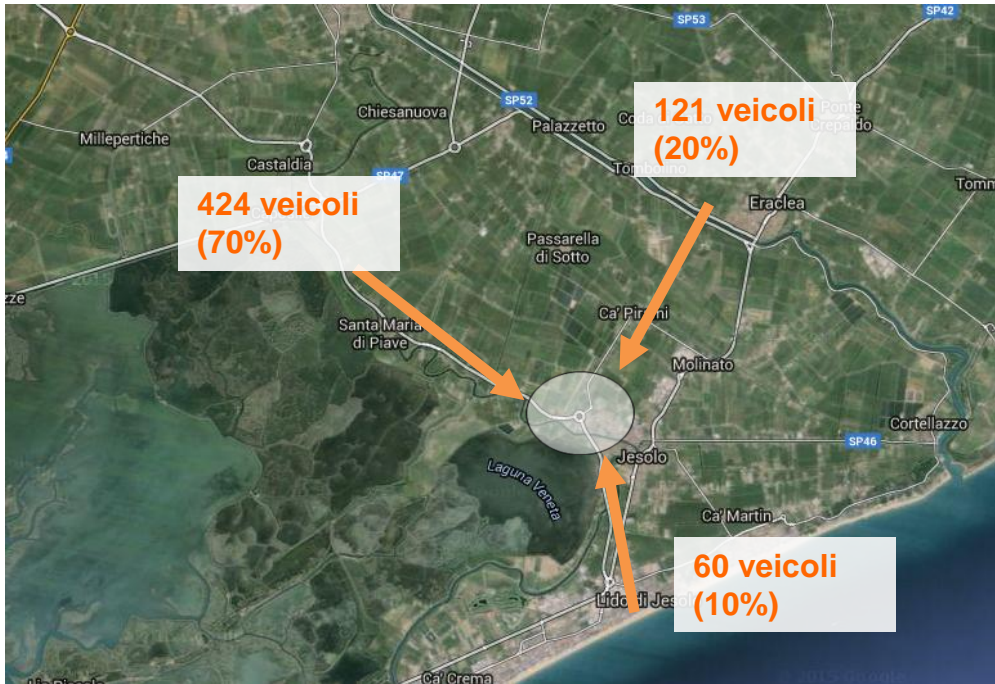 SP42
SP53
SP52
Chiesanuova
Millepertiche
Palazzetto
121 veicoli
(20%)
Castaldia
SP47
Eraclea
424 veicoli
(70%)
Passarella
di Sotto
Santa Maria
di Piave
Molinato
Cortellazzo
SP46
Jesolo
Laguna Veneta
Ca' Martin
60 veicoli
(10%)
Lido di Jesolo
Ca' Crema